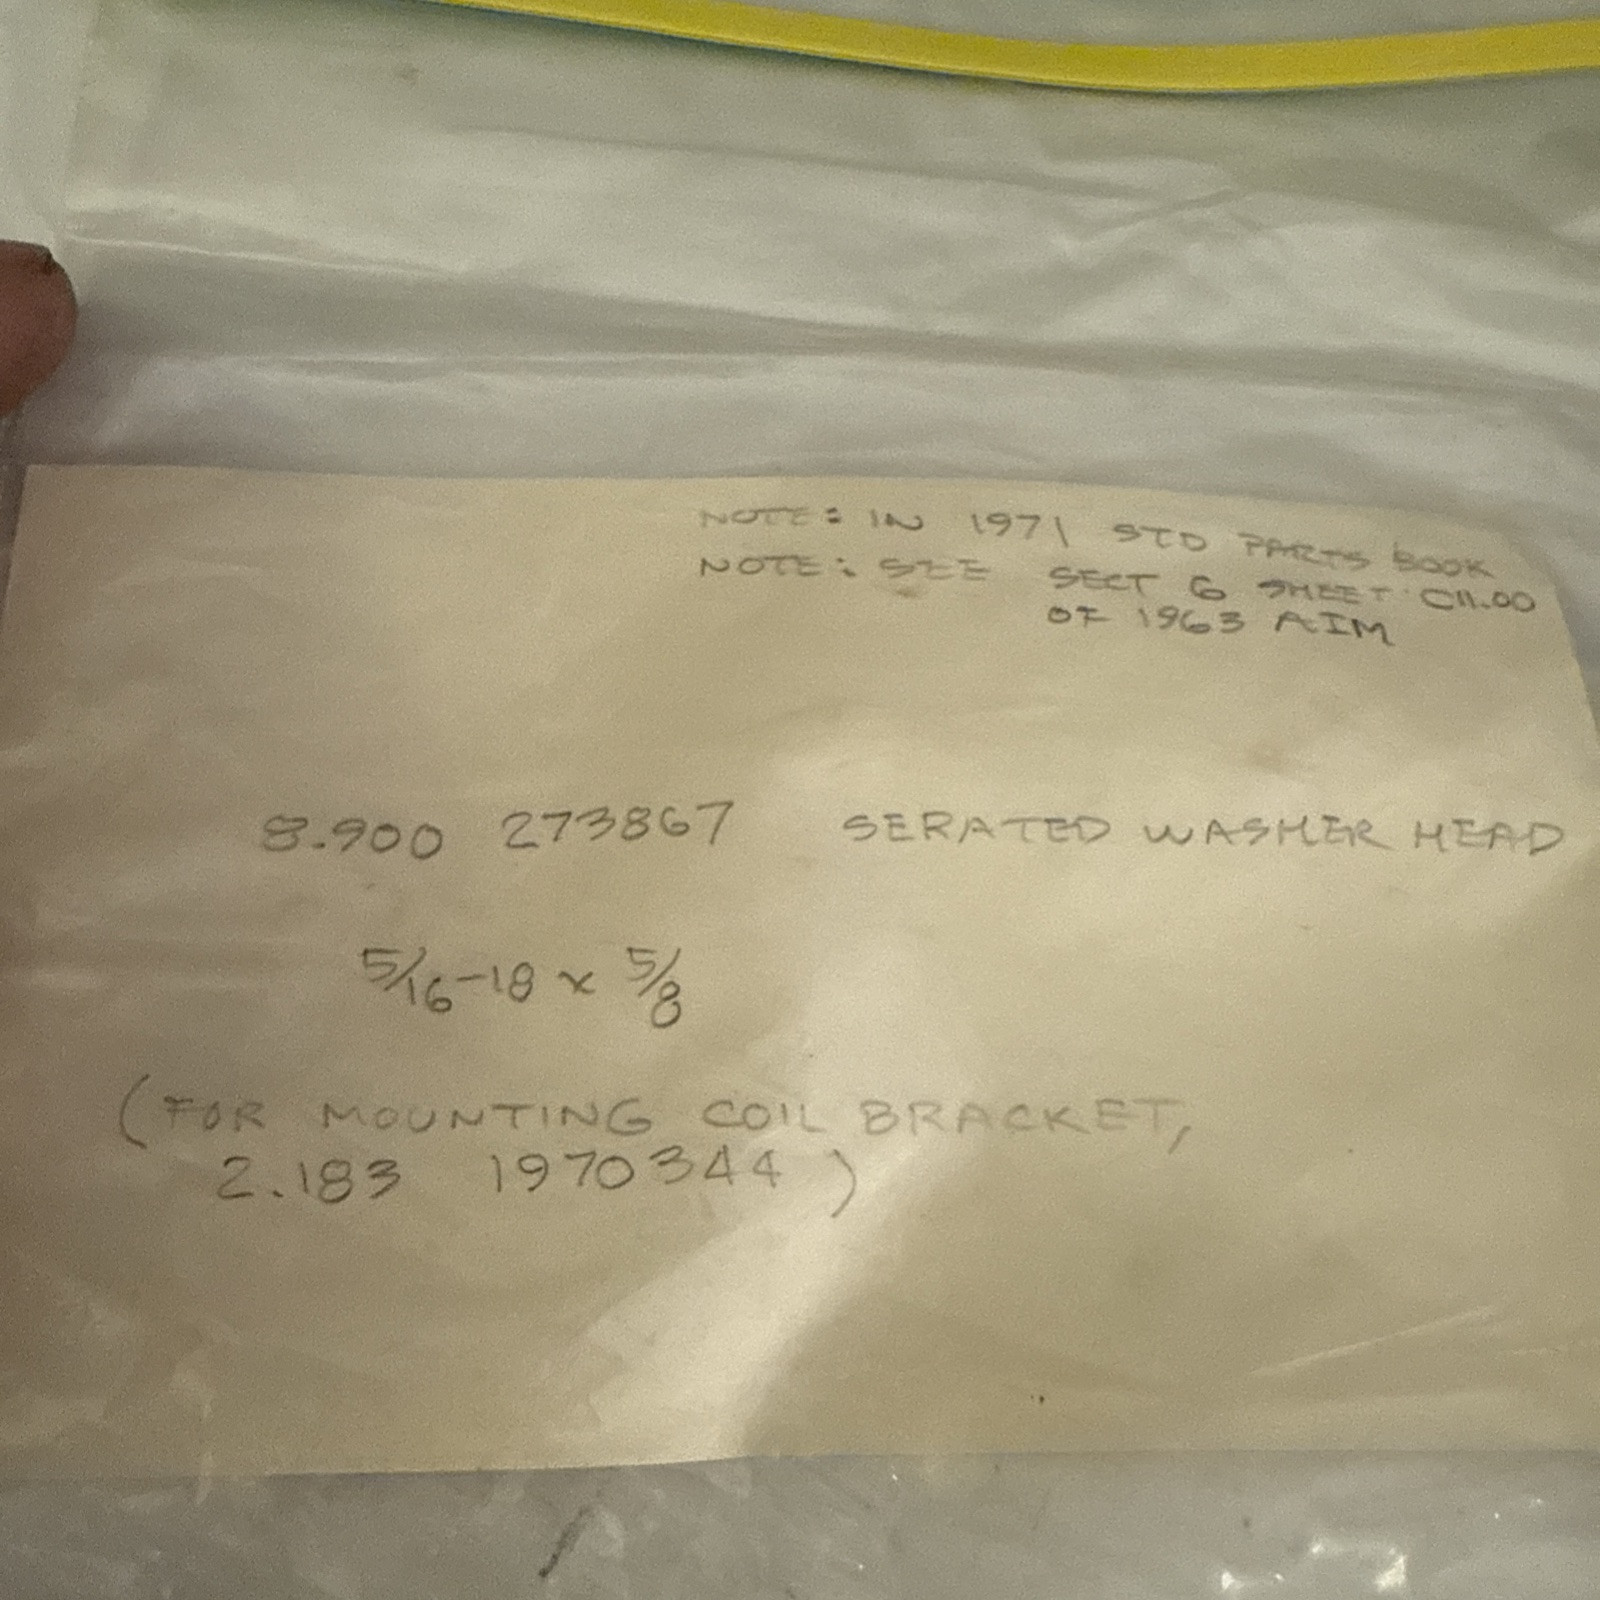 NOTE: IN 1971 STD PARTS BOOK
NOTE: SEE SECT 6 SHEET C11.00
OF 1963 AIM
8.900 273867 SERATED WASHER HEAD
5/16-18 x 5/8
(FOR MOUNTING COIL BRACKET,
2.183 1970344)